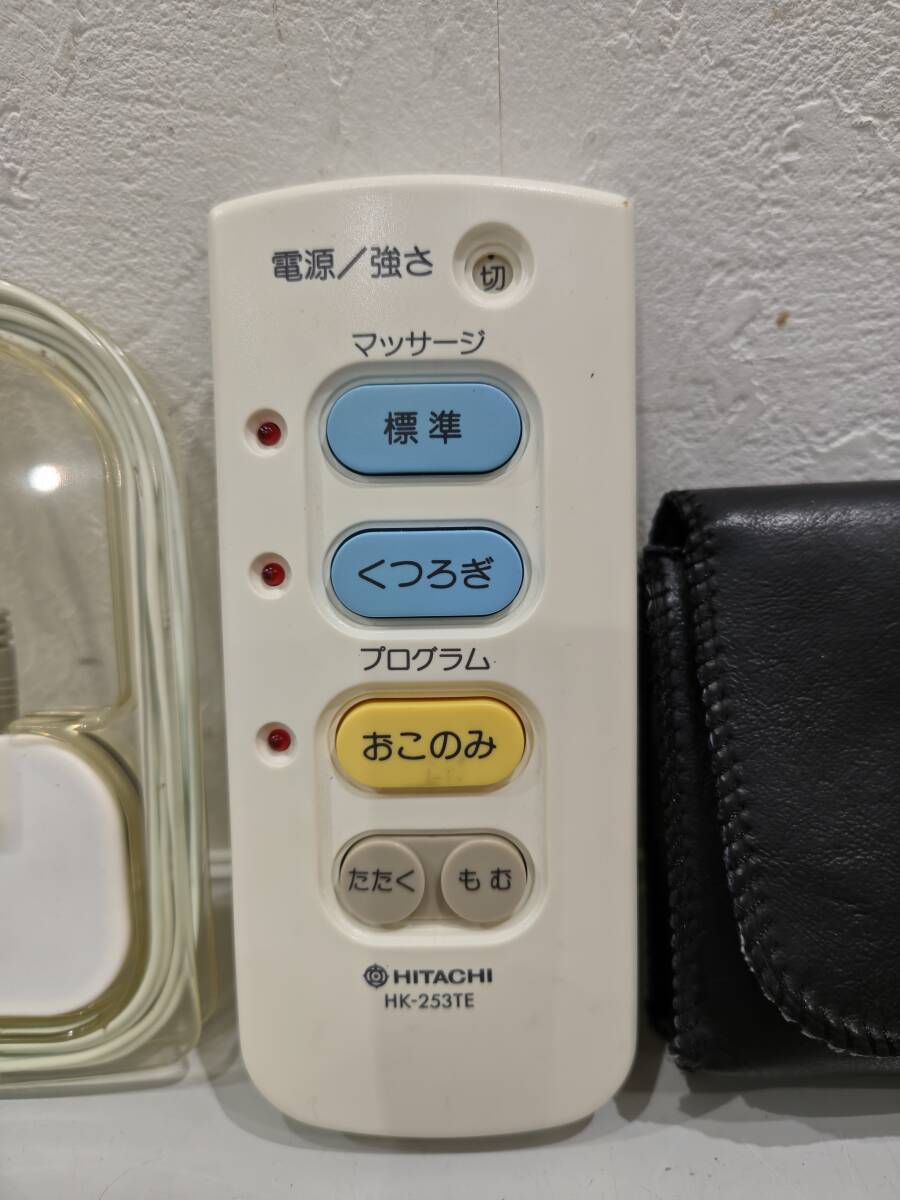 電源／強さ
切
マッサージ
標準
くつろぎ
プログラム
おこのみ
たたく もむ
HITACHI
HK-253TE